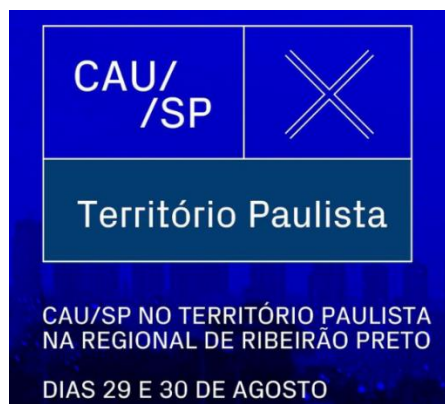 CAU/
/SP
Território Paulista
CAU/SP NO TERRITÓRIO PAULISTA
NA REGIONAL DE RIBEIRÃO PRETO
DIAS 29 E 30 DE AGOSTO